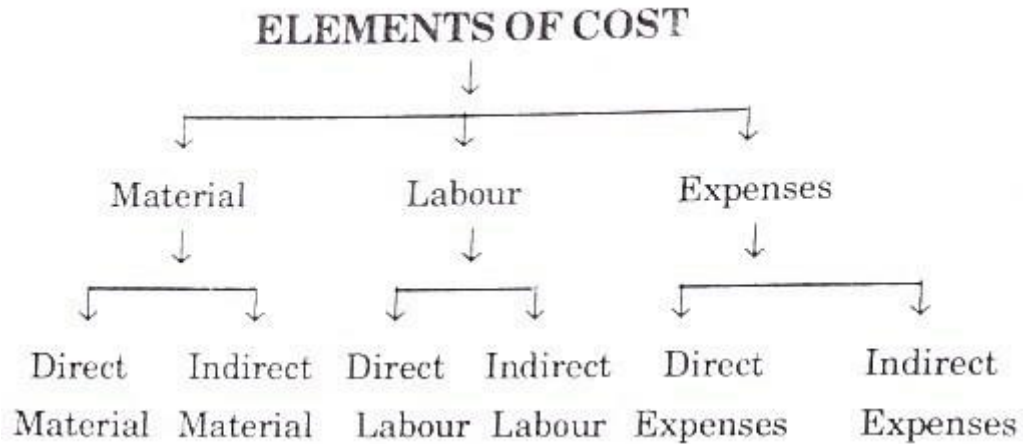 ELEMENTS OF COST
Material Labour Expenses
Direct Indirect Direct Indirect Direct Indirect
Material Material Labour Labour Expenses Expenses